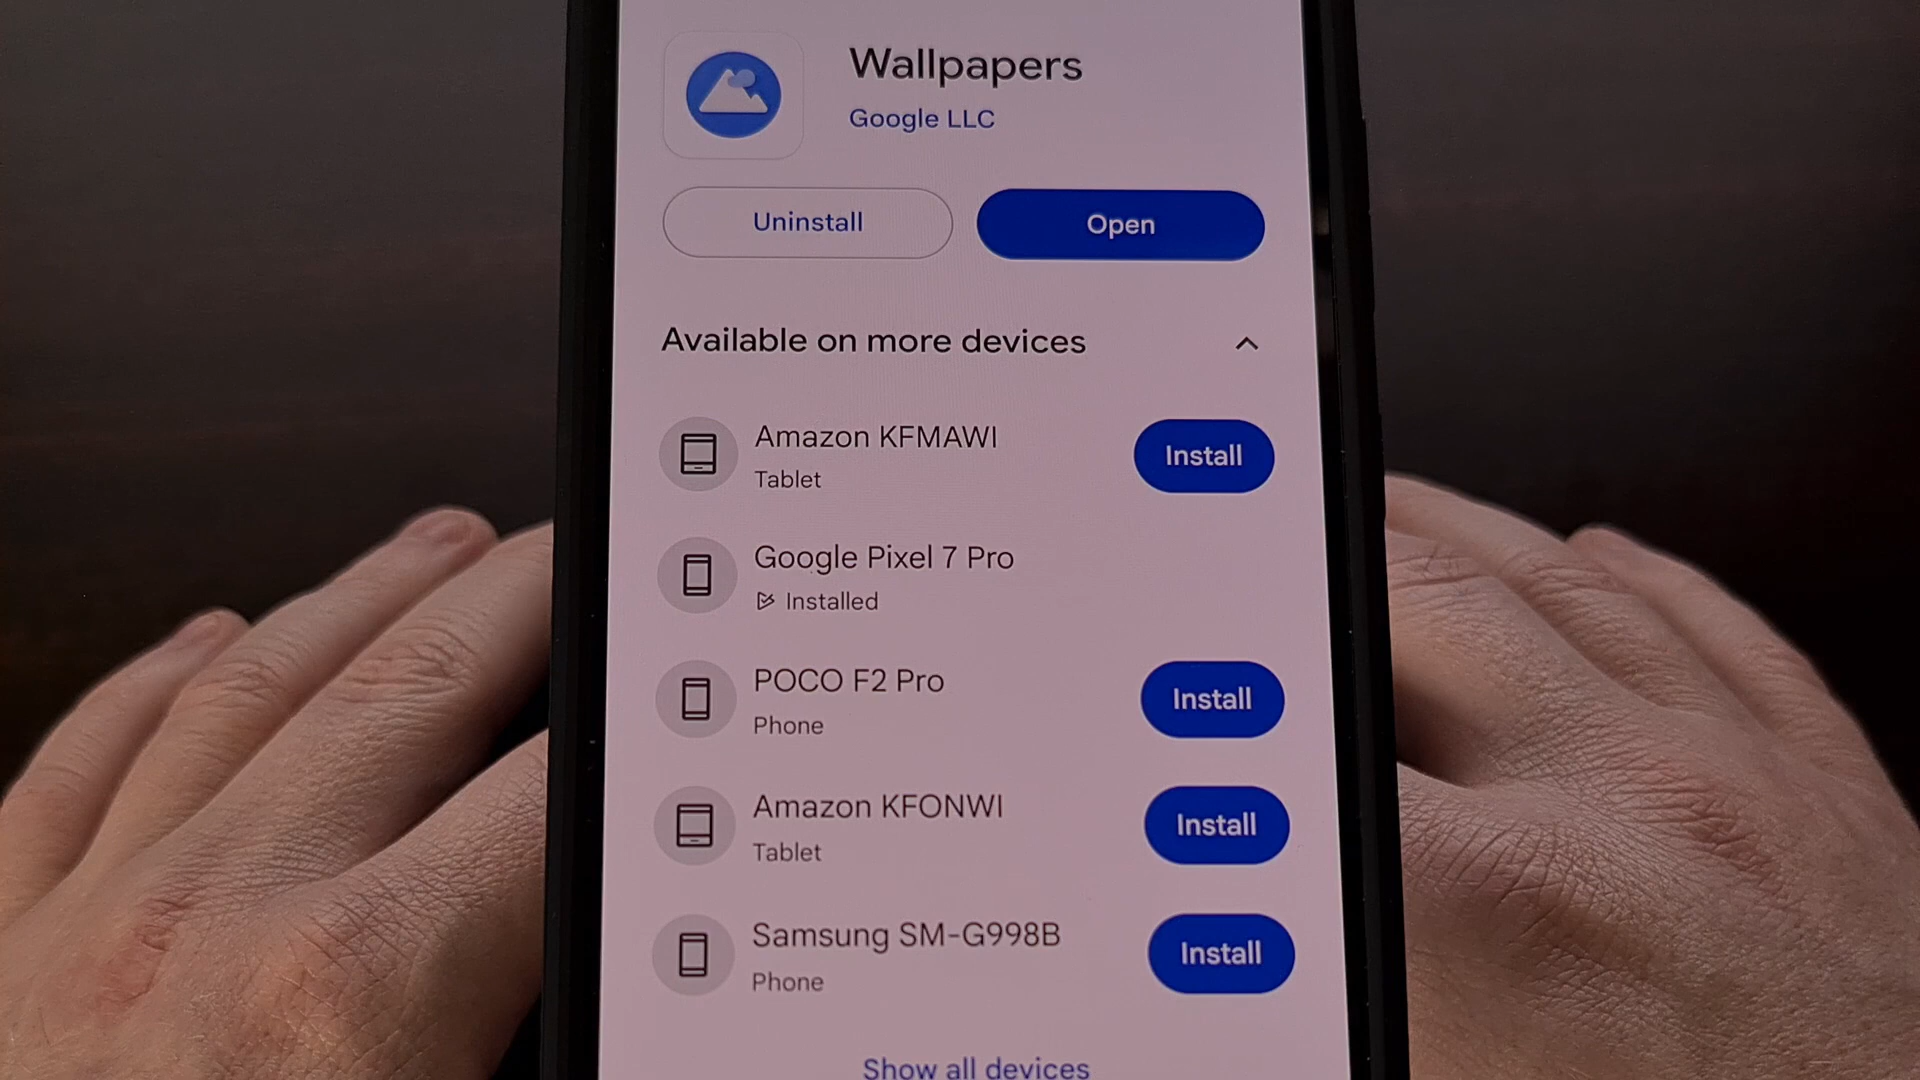 Wallpapers
Google LLC
Uninstall
Open
Available on more devices
Amazon KFMAWI
Tablet
Install
Google Pixel 7 Pro
Installed
POCO F2 Pro
Phone
Install
Amazon KFONWI
Tablet
Install
Samsung SM-G998B
Phone
Install
Show all devices